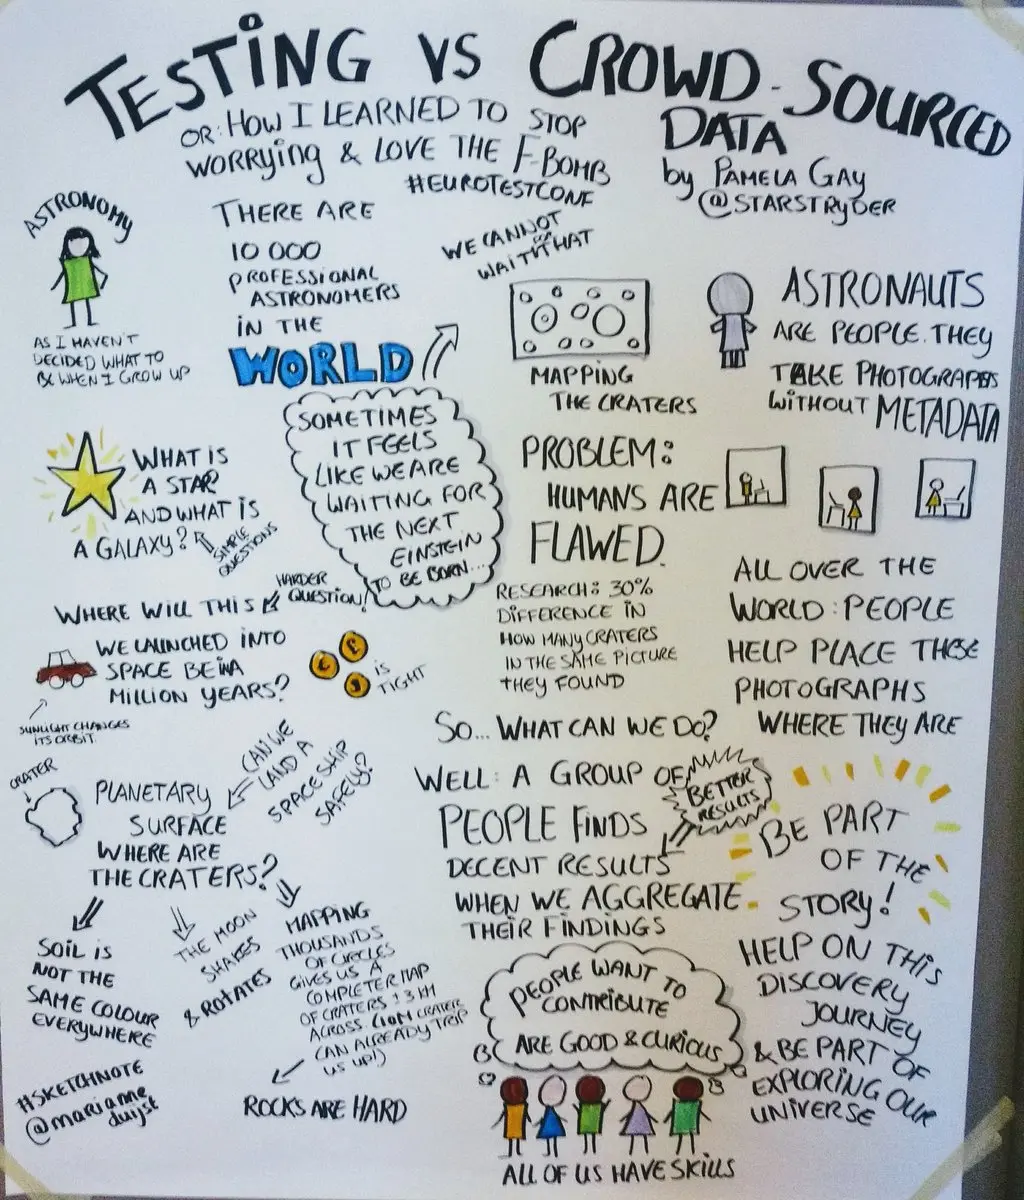 TESTING VS CROWD-SOURCED
DATA
OR: HOW I LEARNED TO STOP
WORRYING & LOVE THE F-BOMB
#EUROTESTCONF
by PAMELA GAY
@STARSTRYDER
ASTRONOMY
AS I HAVEN'T
DECIDED WHAT TO
BE WHEN I GROW UP
THERE ARE
10 000
PROFESSIONAL
ASTRONOMERS
IN THE
WORLD
WE CANNOT
WAIT THAT
SOMETIMES
IT FEELS
LIKE WE ARE
WAITING FOR
THE NEXT
EINSTEIN
TO BE BORN...
WHAT IS
A STAR
AND WHAT IS
A GALAXY?
SIMPLE
QUESTIONS
HARDER
QUESTION!
WHERE WILL THIS
WE LAUNCHED INTO
SPACE BE IN A
MILLION YEARS?
SUNLIGHT CHANGES
ITS ORBIT
£
€
$
IS
TIGHT
CAN WE
LAND A
SPACE SHIP
SAFELY?
CRATER
PLANETARY
SURFACE
WHERE ARE
THE CRATERS?
SOIL IS
NOT THE
SAME COLOUR
EVERYWHERE
THE MOON
SHAKES
& ROTATES
MAPPING
THOUSANDS
OF CIRCLES
GIVES US A
COMPLETER MAP
OF CRATERS ± 3 KM
ACROSS (10M CRATER
CAN ALREADY TRIP
US UP!)
ROCKS ARE HARD
#SKETCHNOTE
@marianneduijst
MAPPING
THE CRATERS
PROBLEM:
HUMANS ARE
FLAWED.
RESEARCH: 30%
DIFFERENCE IN
HOW MANY CRATERS
IN THE SAME PICTURE
THEY FOUND
SO... WHAT CAN WE DO?
WELL: A GROUP OF
PEOPLE FINDS
DECENT RESULTS
WHEN WE AGGREGATE
THEIR FINDINGS
BETTER
RESULTS
PEOPLE WANT TO
CONTRIBUTE
ARE GOOD & CURIOUS
ALL OF US HAVE SKILLS
ASTRONAUTS
ARE PEOPLE. THEY
TAKE PHOTOGRAPHS
WITHOUT METADATA
ALL OVER THE
WORLD: PEOPLE
HELP PLACE THESE
PHOTOGRAPHS
WHERE THEY ARE
BE PART
OF THE
STORY!
HELP ON THIS
DISCOVERY
JOURNEY
& BE PART OF
EXPLORING OUR
UNIVERSE